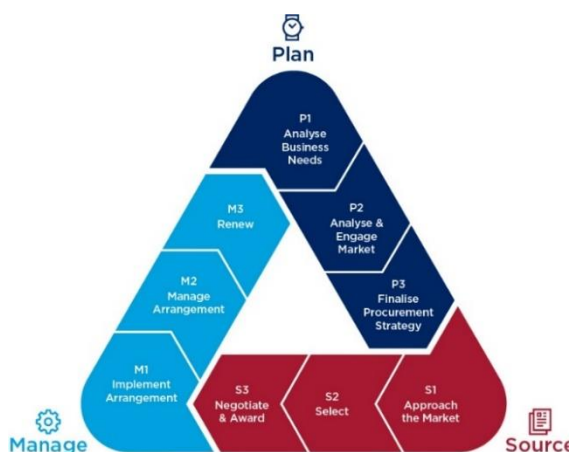 Plan
P1
Analyse
Business
Needs
P2
Analyse &
Engage
Market
P3
Finalise
Procurement
Strategy
S1
Approach
the Market
S2
Select
S3
Negotiate
& Award
M1
Implement
Arrangement
M2
Manage
Arrangement
M3
Renew
Manage
Source